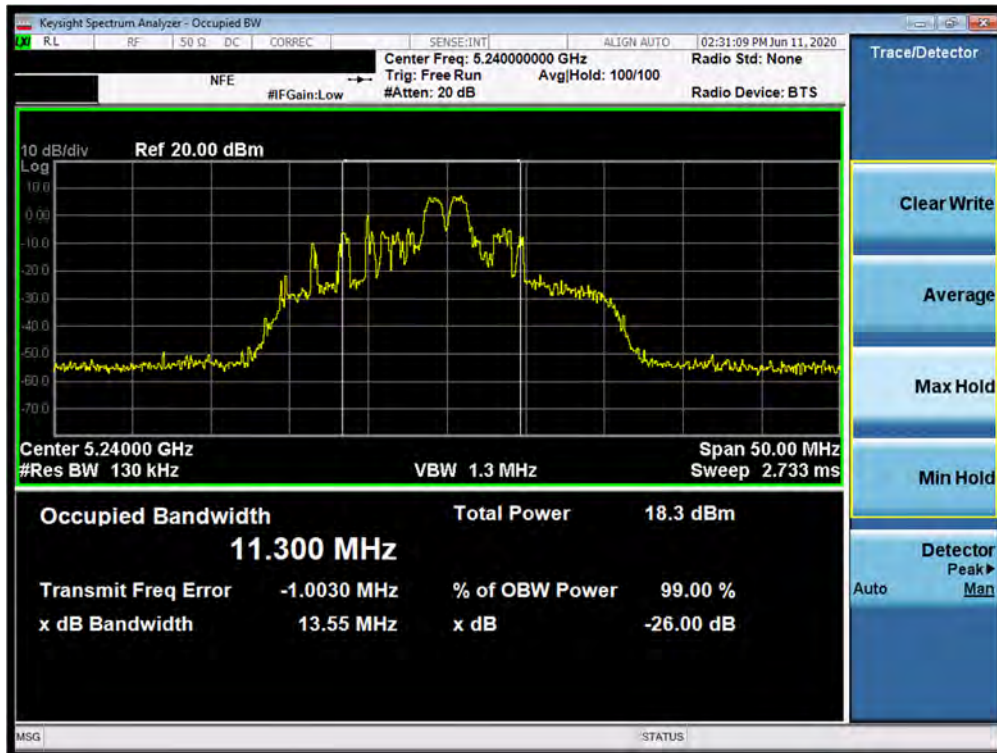 Keysight Spectrum Analyzer - Occupied BW
LXI RL RF 50 Ω DC CORREC SENSE:INT ALIGN AUTO 02:31:09 PM Jun 11, 2020
Center Freq: 5.240000000 GHz Radio Std: None
NFE Trig: Free Run Avg|Hold: 100/100
#IFGain:Low #Atten: 20 dB Radio Device: BTS
Trace/Detector
10 dB/div Ref 20.00 dBm
Log
10.0
0.00
-10.0
-20.0
-30.0
-40.0
-50.0
-60.0
-70.0
Center 5.24000 GHz Span 50.00 MHz
#Res BW 130 kHz VBW 1.3 MHz Sweep 2.733 ms
Occupied Bandwidth Total Power 18.3 dBm
11.300 MHz
Transmit Freq Error -1.0030 MHz % of OBW Power 99.00 %
x dB Bandwidth 13.55 MHz x dB -26.00 dB
Clear Write
Average
Max Hold
Min Hold
Detector
Peak▶
Auto Man
MSG STATUS